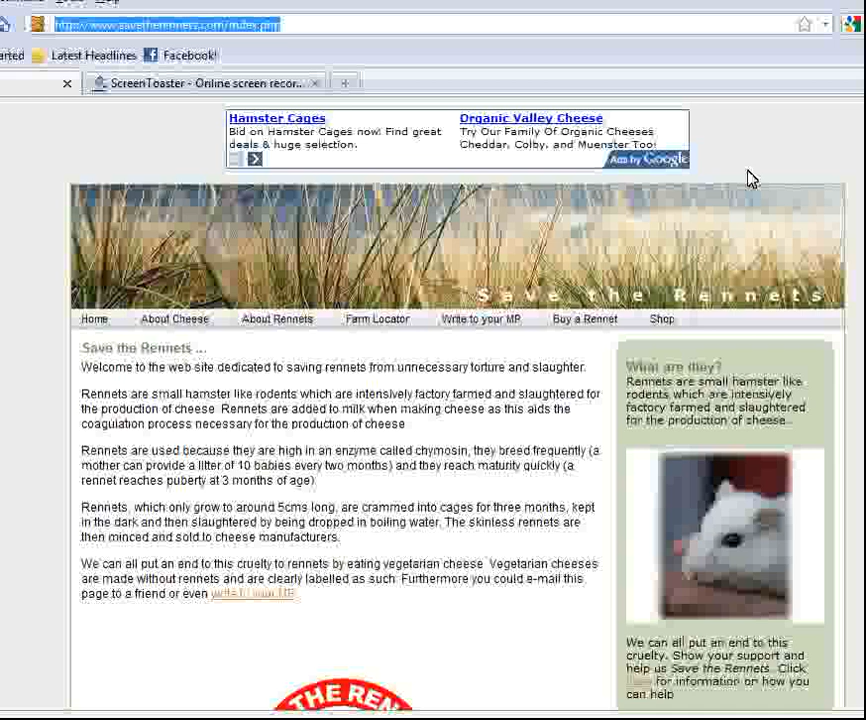 http://www.savetherennets.com/index.php
Latest Headlines Facebook!
ScreenToaster - Online screen recor...
Hamster Cages
Bid on Hamster Cages now! Find great
deals & huge selection.
Organic Valley Cheese
Try Our Family Of Organic Cheeses
Cheddar, Colby, and Muenster Too!
Ads by Google
Save the Rennets
Home About Cheese About Rennets Farm Locator Write to your MP Buy a Rennet Shop
Save the Rennets ...
Welcome to the web site dedicated to saving rennets from unnecessary torture and slaughter.
Rennets are small hamster like rodents which are intensively factory farmed and slaughtered for
the production of cheese. Rennets are added to milk when making cheese as this aids the
coagulation process necessary for the production of cheese
Rennets are used because they are high in an enzyme called chymosin, they breed frequently (a
mother can provide a litter of 10 babies every two months) and they reach maturity quickly (a
rennet reaches puberty at 3 months of age)
Rennets, which only grow to around 5cms long, are crammed into cages for three months, kept
in the dark and then slaughtered by being dropped in boiling water. The skinless rennets are
then minced and sold to cheese manufacturers.
We can all put an end to this cruelty to rennets by eating vegetarian cheese. Vegetarian cheeses
are made without rennets and are clearly labelled as such. Furthermore you could e-mail this
page to a friend or even write to your MP
THE REN
What are they?
Rennets are small hamster like
rodents which are intensively
factory farmed and slaughtered
for the production of cheese..
We can all put an end to this
cruelty. Show your support and
help us Save the Rennets. Click
for information on how you
can help